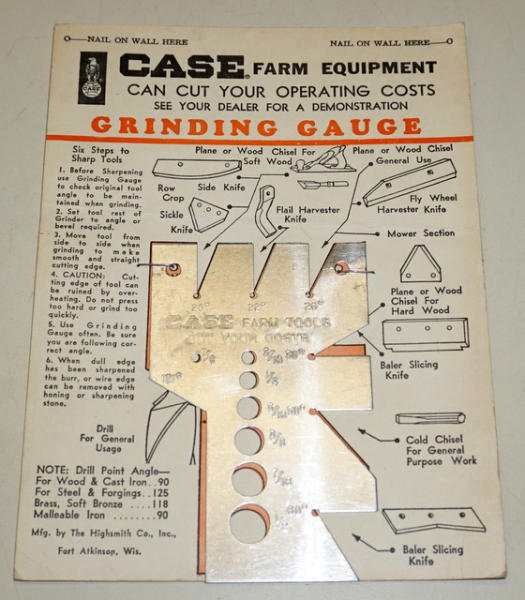 O—NAIL ON WALL HERE
NAIL ON WALL HERE—O
CASE
CASE® FARM EQUIPMENT
CAN CUT YOUR OPERATING COSTS
SEE YOUR DEALER FOR A DEMONSTRATION
GRINDING GAUGE
Six Steps to
Sharp Tools
1. Before Sharpening
use Grinding Gauge
to check original tool
angle to be main-
tained when grinding.
2. Set tool rest of
Grinder to angle or
bevel required.
3. Move tool from
side to side when
grinding to make
smooth and straight
cutting edge.
4. CAUTION: Cut-
ting edge of tool can
be ruined by over-
heating. Do not press
too hard or grind too
quickly.
5. Use Grinding
Gauge often. Be sure
you are following cor-
rect angle.
6. When dull edge
has been sharpened
the burr, or wire edge
can be removed with
honing or sharpening
stone.
Plane or Wood Chisel For
Soft Wood
Plane or Wood Chisel
General Use
Row
Crop
Side Knife
Sickle
Knife
Flail Harvester
Knife
Fly Wheel
Harvester Knife
Mower Section
Plane or Wood
Chisel For
Hard Wood
Baler Slicing
Knife
Cold Chisel
For General
Purpose Work
Baler Slicing
Knife
CASE FARM TOOLS
CUT YOUR COSTS
Drill
For General
Usage
NOTE: Drill Point Angle—
For Wood & Cast Iron..90
For Steel & Forgings..125
Brass, Soft Bronze ....118
Malleable Iron ........90
Mfg. by The Highsmith Co., Inc.,
Fort Atkinson, Wis.